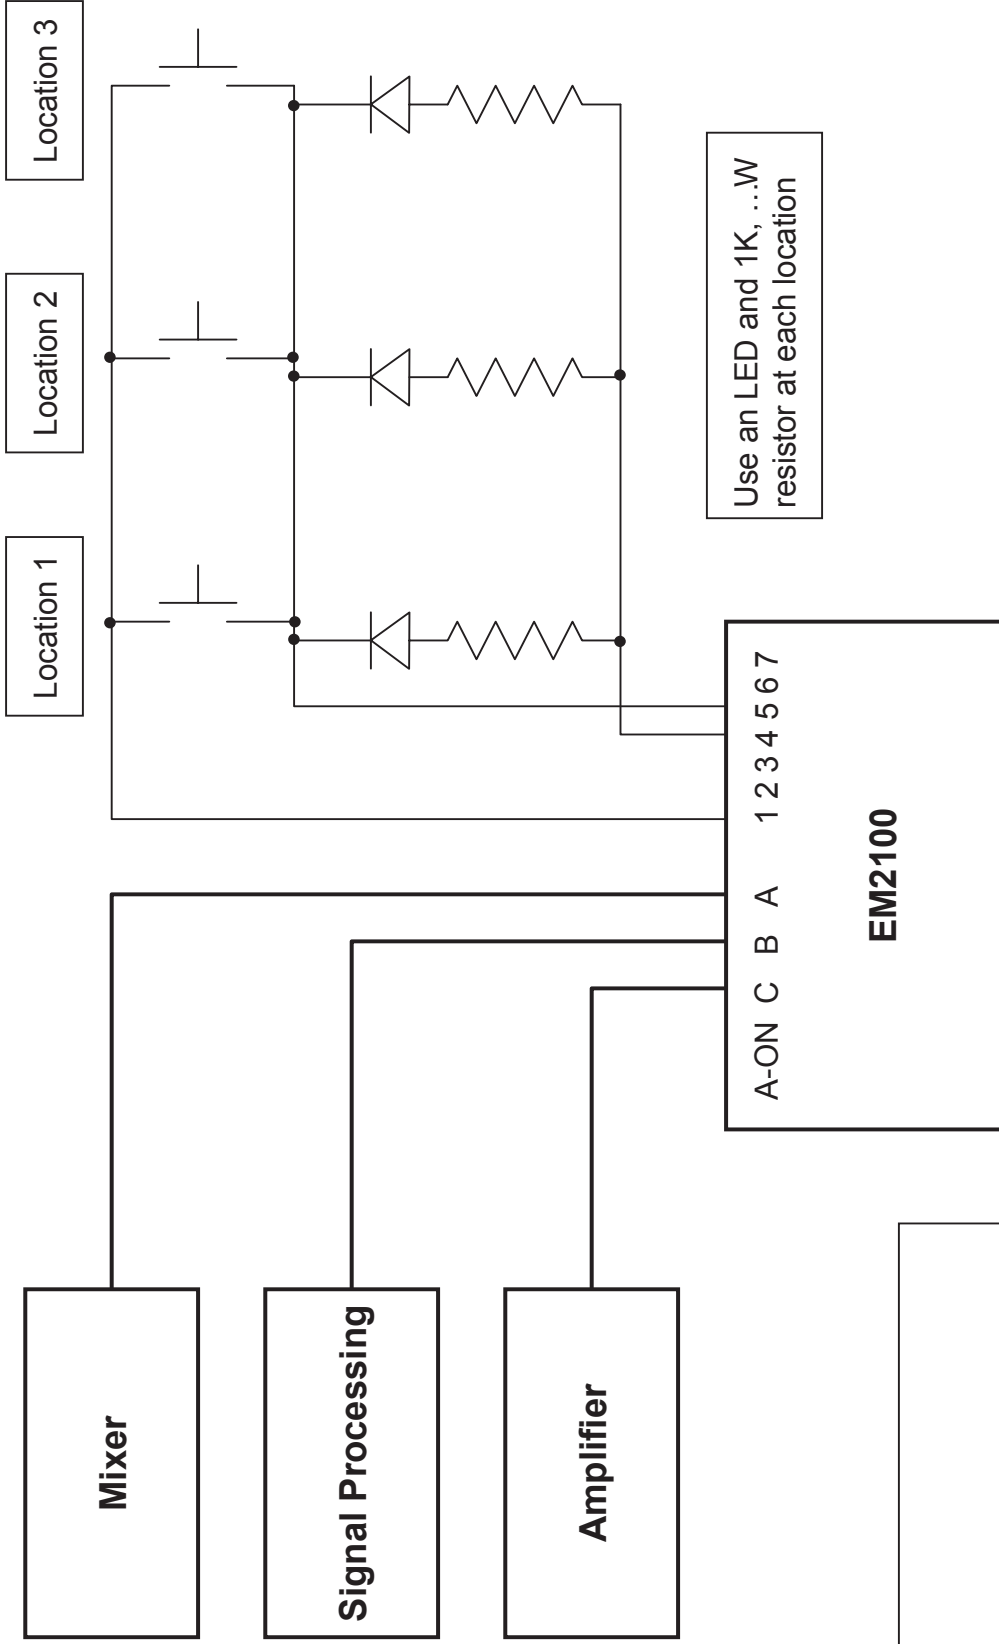 Mixer
Signal Processing
Amplifier
Location 1
Location 2
Location 3
Use an LED and 1K, ...W
resistor at each location
A-ON C B A 1 2 3 4 5 6 7
EM2100